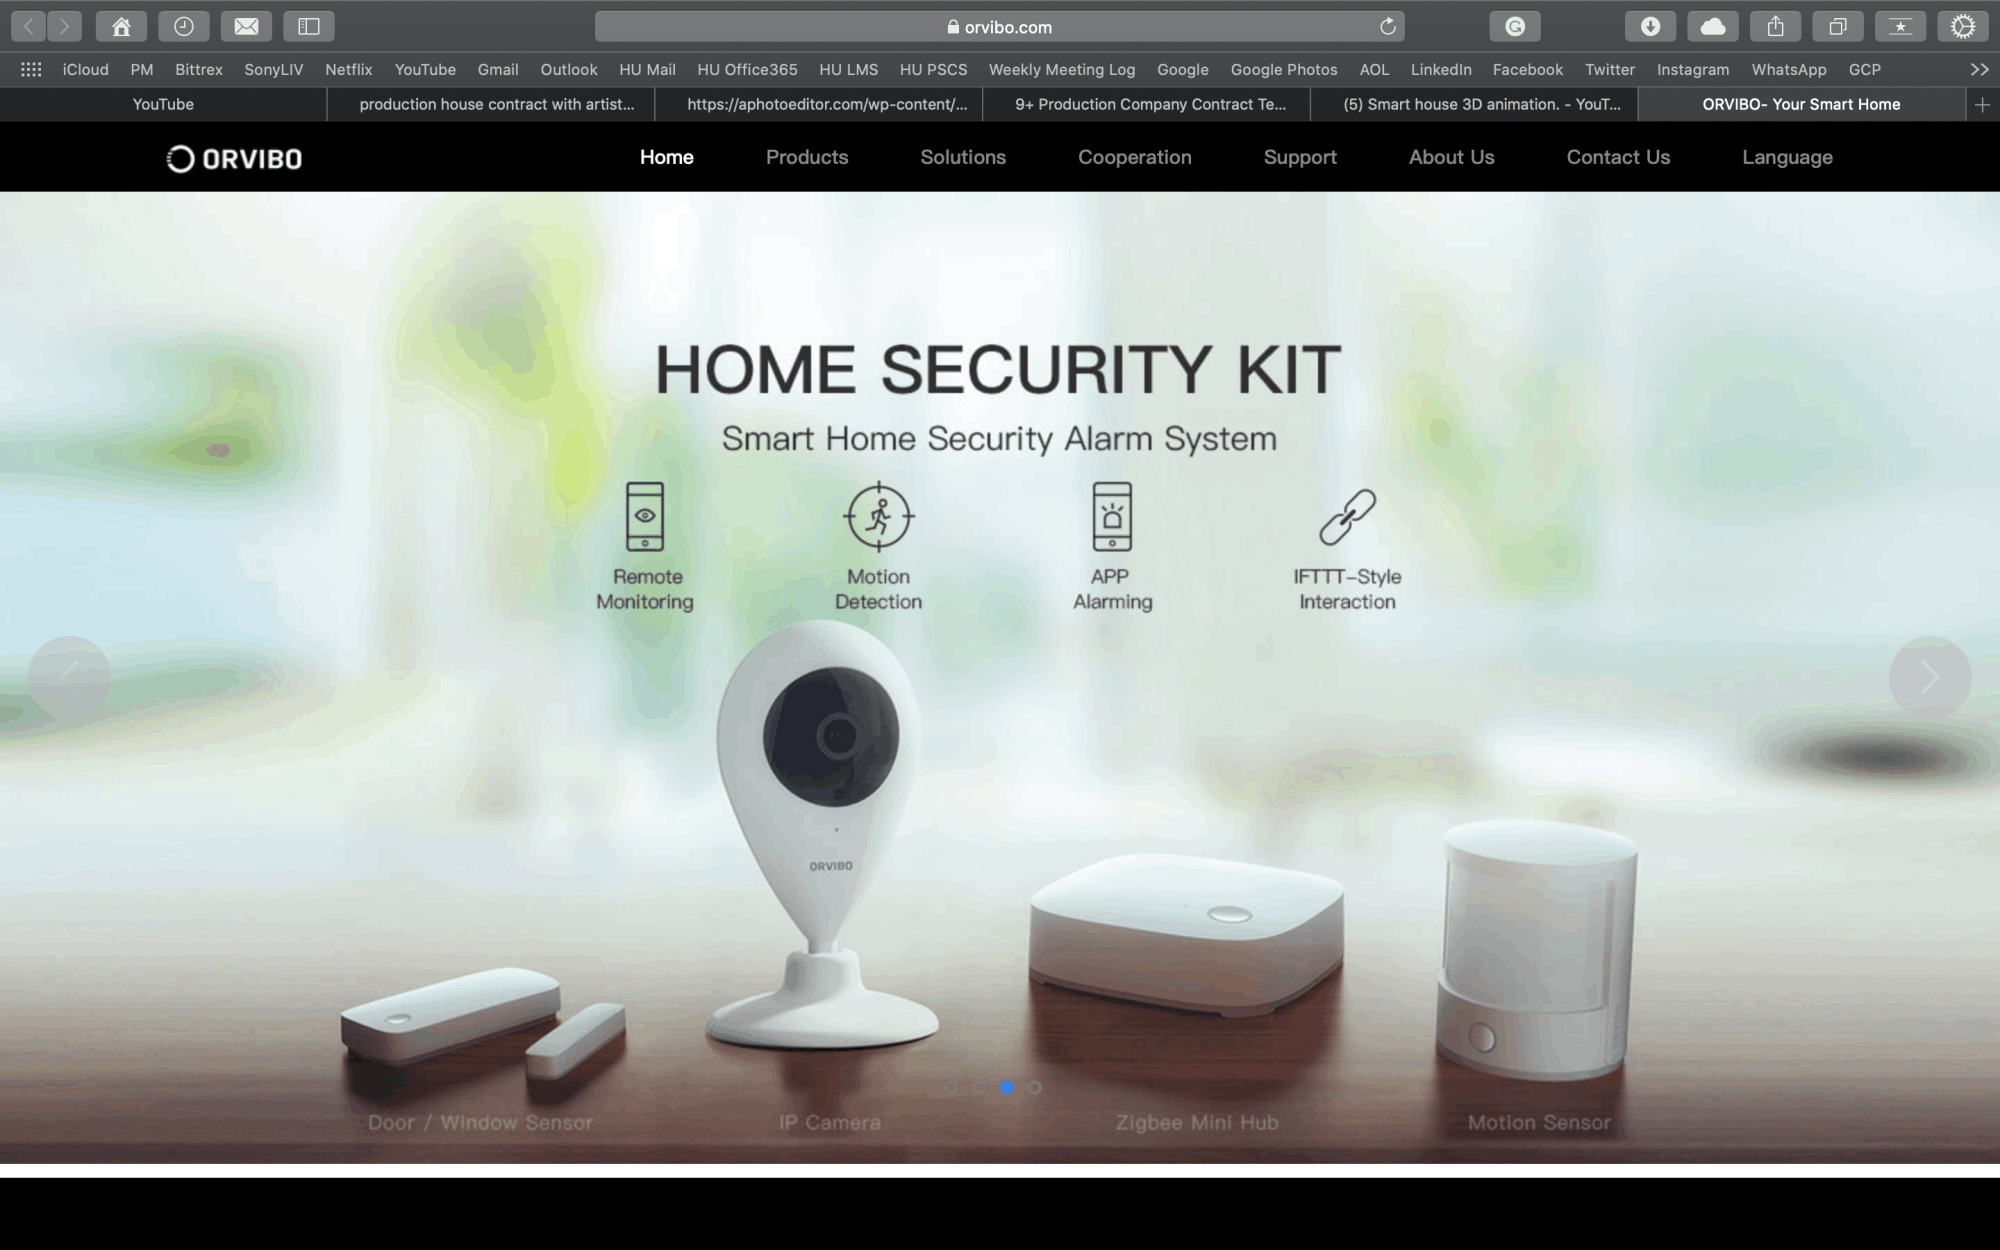 orvibo.com
iCloud PM Bittrex SonyLIV Netflix YouTube Gmail Outlook HU Mail HU Office365 HU LMS HU PSCS Weekly Meeting Log Google Google Photos AOL LinkedIn Facebook Twitter Instagram WhatsApp GCP >>
YouTube production house contract with artist... https://aphotoeditor.com/wp-content/... 9+ Production Company Contract Te... (5) Smart house 3D animation. - YouT... ORVIBO- Your Smart Home
ORVIBO Home Products Solutions Cooperation Support About Us Contact Us Language
HOME SECURITY KIT
Smart Home Security Alarm System
Remote Motion APP IFTTT-Style
Monitoring Detection Alarming Interaction
ORVIBO
Door / Window Sensor IP Camera Zigbee Mini Hub Motion Sensor